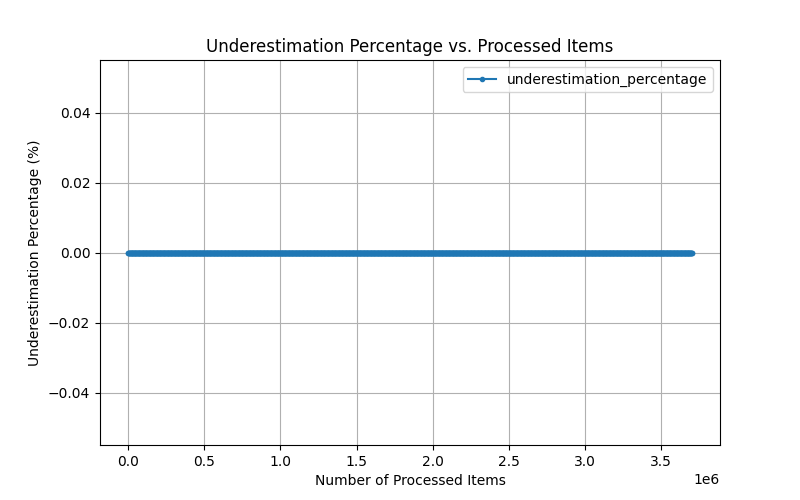 Underestimation Percentage vs. Processed Items
underestimation_percentage
Underestimation Percentage (%)
0.04
0.02
0.00
−0.02
−0.04
0.0 0.5 1.0 1.5 2.0 2.5 3.0 3.5
1e6
Number of Processed Items